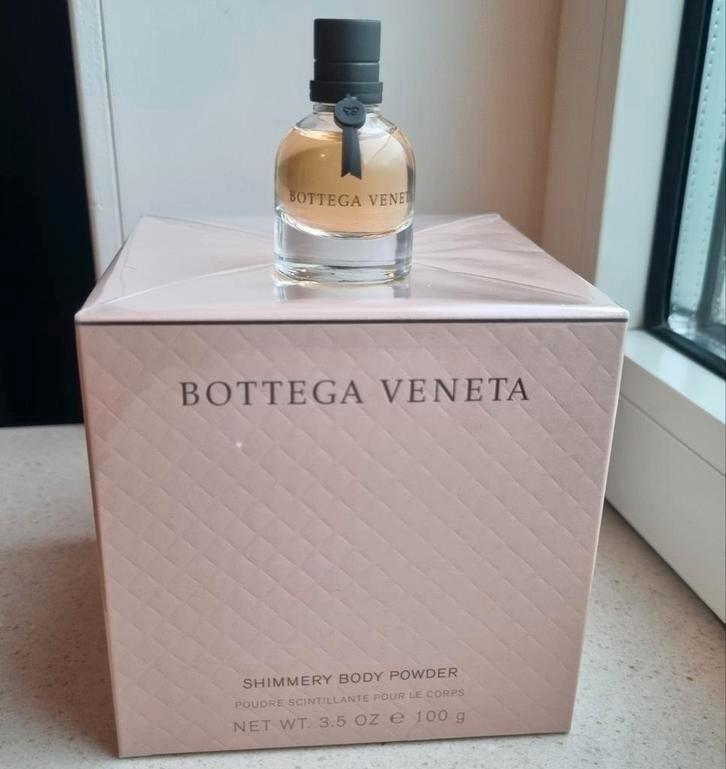 BOTTEGA VENETA
BOTTEGA VENETA
SHIMMERY BODY POWDER
POUDRE SCINTILLANTE POUR LE CORPS
NET WT. 3.5 OZ ℮ 100 g